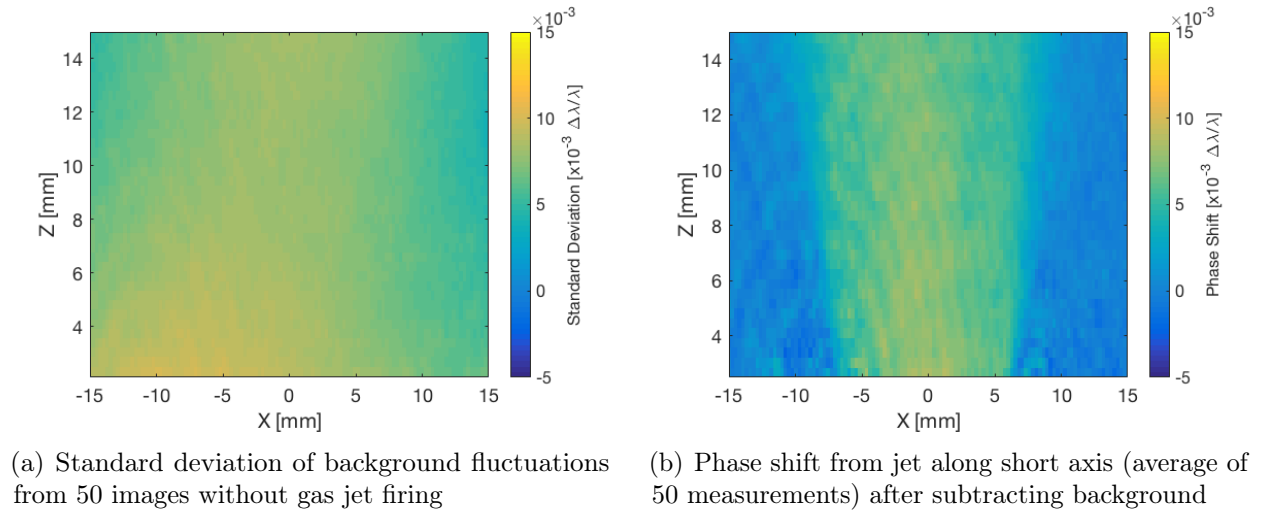 ×10⁻³
15
14
12
10
8
6
4
Z [mm]
-15 -10 -5 0 5 10 15
X [mm]
10
5
0
-5
Standard Deviation [x10⁻³ Δλ/λ]
×10⁻³
15
14
12
10
8
6
4
Z [mm]
-15 -10 -5 0 5 10 15
X [mm]
10
5
0
-5
Phase Shift [x10⁻³ Δλ/λ]
(a) Standard deviation of background fluctuations
from 50 images without gas jet firing
(b) Phase shift from jet along short axis (average of
50 measurements) after subtracting background